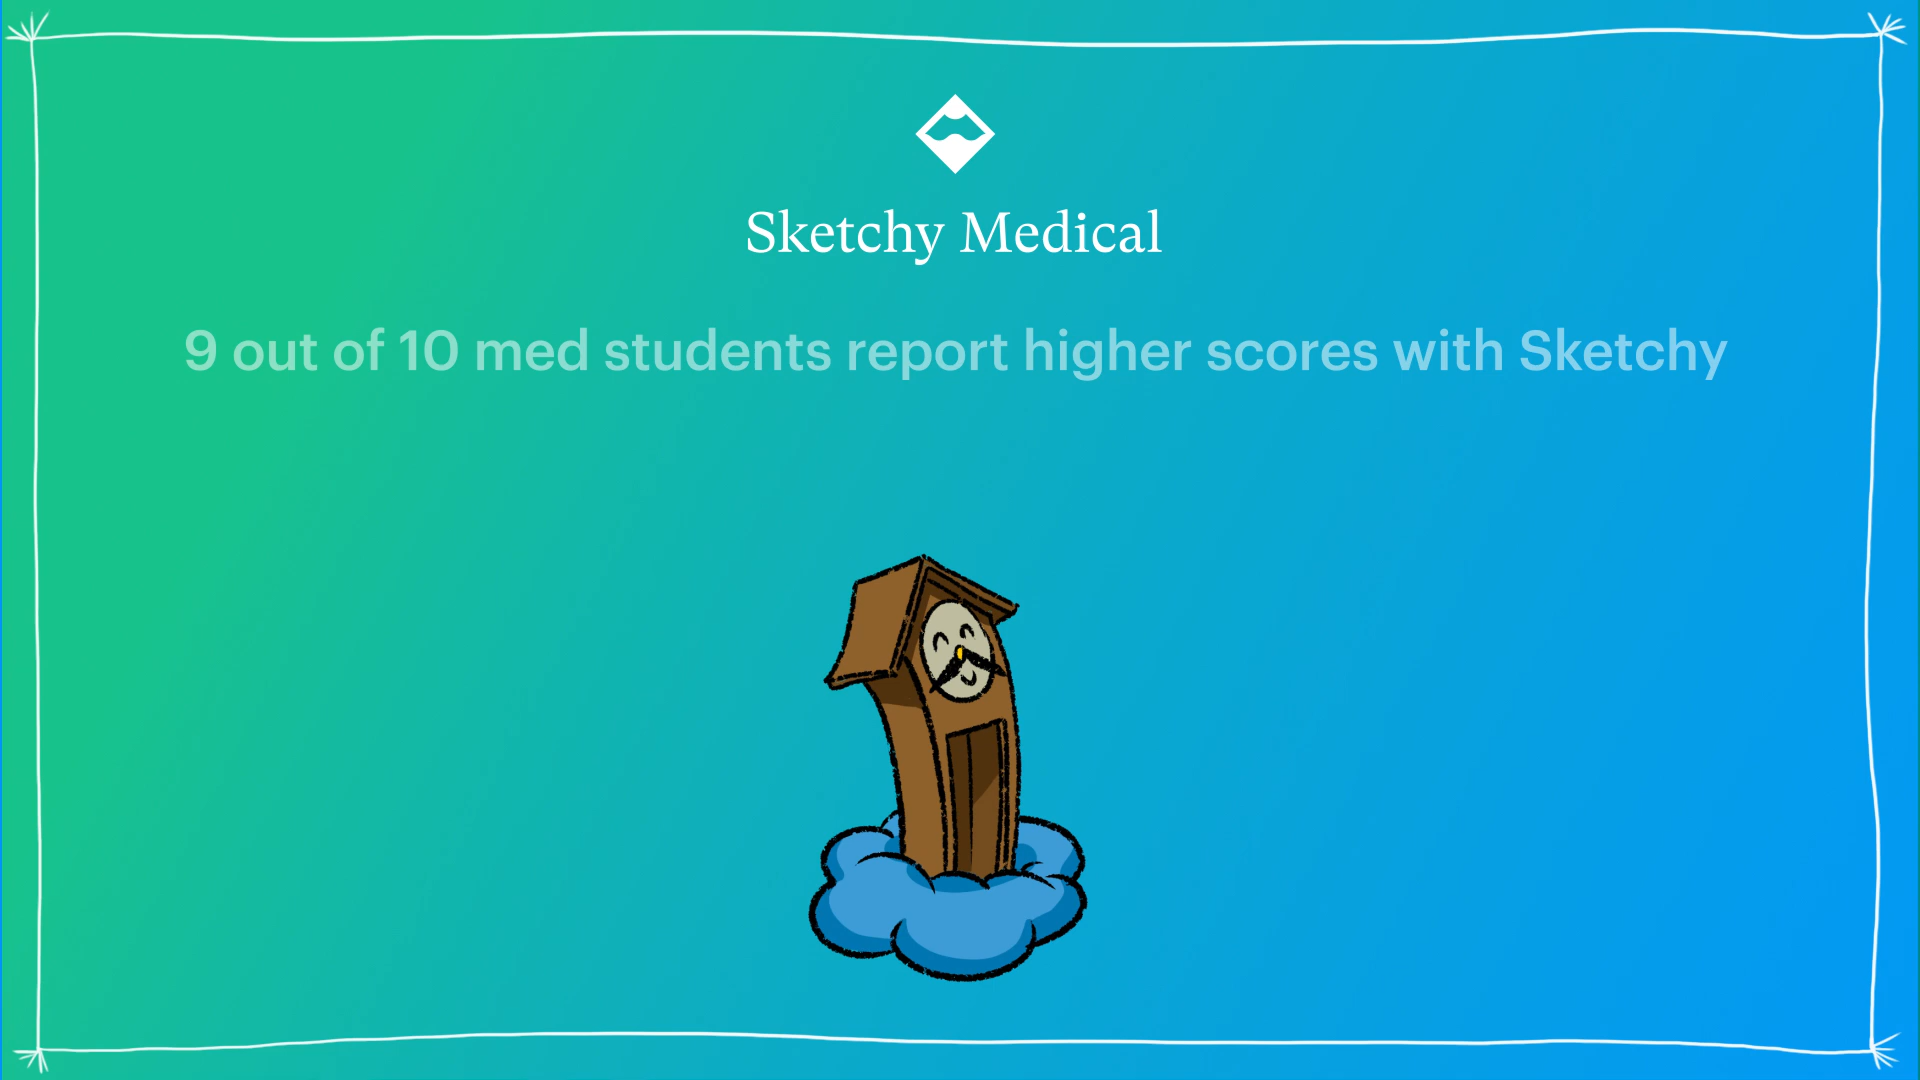 Sketchy Medical
9 out of 10 med students report higher scores with Sketchy